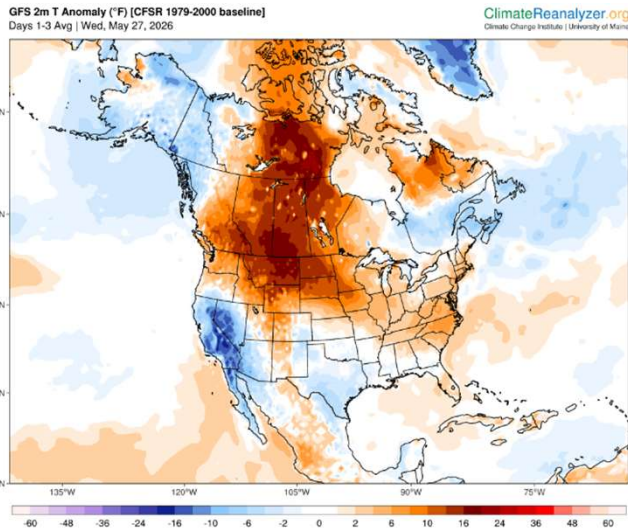 GFS 2m T Anomaly (°F) [CFSR 1979-2000 baseline]
Days 1-3 Avg | Wed, May 27, 2026
ClimateReanalyzer.org
Climate Change Institute | University of Maine
135°W 120°W 105°W 90°W 75°W
-60 -48 -36 -24 -16 -10 -6 -2 0 2 6 10 16 24 36 48 60